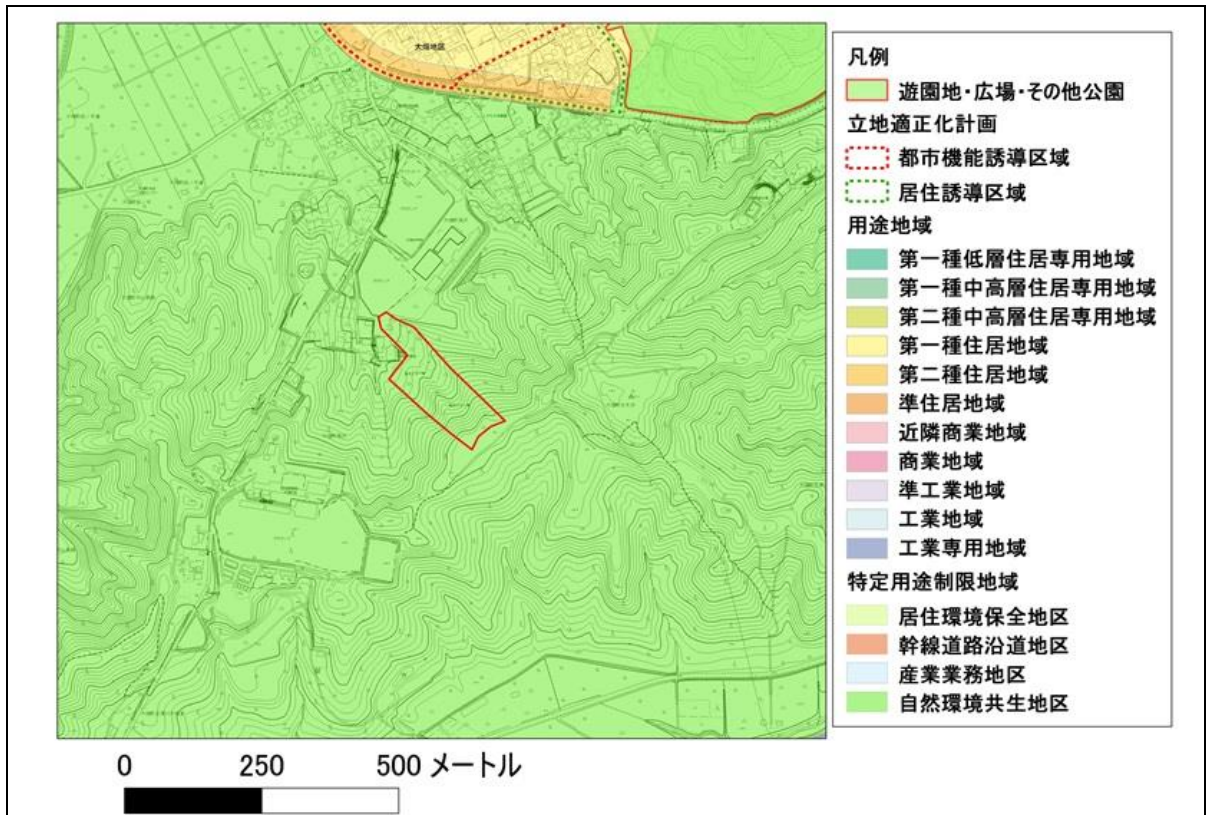 大畑地区
凡例
遊園地・広場・その他公園
立地適正化計画
都市機能誘導区域
居住誘導区域
用途地域
第一種低層住居専用地域
第一種中高層住居専用地域
第二種中高層住居専用地域
第一種住居地域
第二種住居地域
準住居地域
近隣商業地域
商業地域
準工業地域
工業地域
工業専用地域
特定用途制限地域
居住環境保全地区
幹線道路沿道地区
産業業務地区
自然環境共生地区
0 250 500 メートル